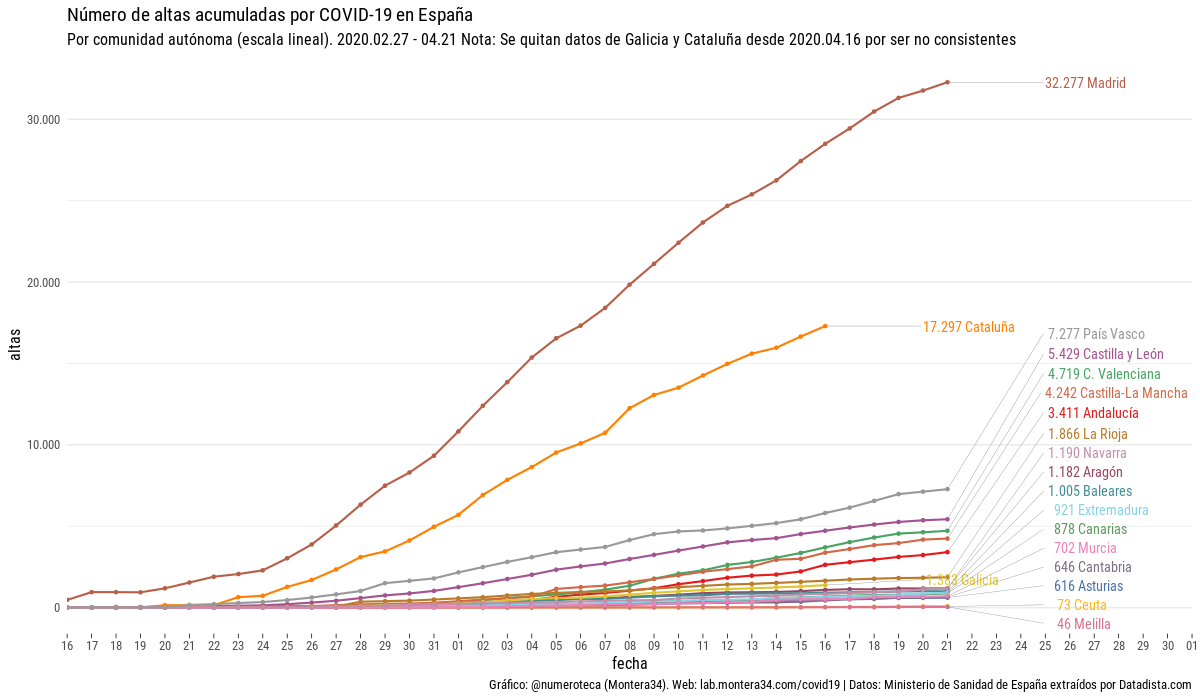 Número de altas acumuladas por COVID-19 en España
Por comunidad autónoma (escala lineal). 2020.02.27 - 04.21 Nota: Se quitan datos de Galicia y Cataluña desde 2020.04.16 por ser no consistentes
altas
30.000
20.000
10.000
0
32.277 Madrid
17.297 Cataluña
7.277 País Vasco
5.429 Castilla y León
4.719 C. Valenciana
4.242 Castilla-La Mancha
3.411 Andalucía
1.866 La Rioja
1.190 Navarra
1.182 Aragón
1.005 Baleares
921 Extremadura
878 Canarias
702 Murcia
Galicia
646 Cantabria
616 Asturias
73 Ceuta
46 Melilla
16 17 18 19 20 21 22 23 24 25 26 27 28 29 30 31 01 02 03 04 05 06 07 08 09 10 11 12 13 14 15 16 17 18 19 20 21 22 23 24 25 26 27 28 29 30 01
fecha
Gráfico: @numeroteca (Montera34). Web: lab.montera34.com/covid19 | Datos: Ministerio de Sanidad de España extraídos por Datadista.com